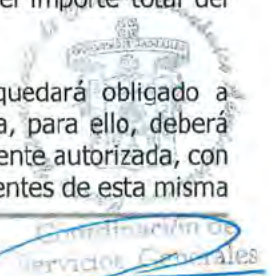 el importe total del
quedará obligado a
a, para ello, deberá
ente autorizada, con
entes de esta misma
Coordinación de
Servicios Generales